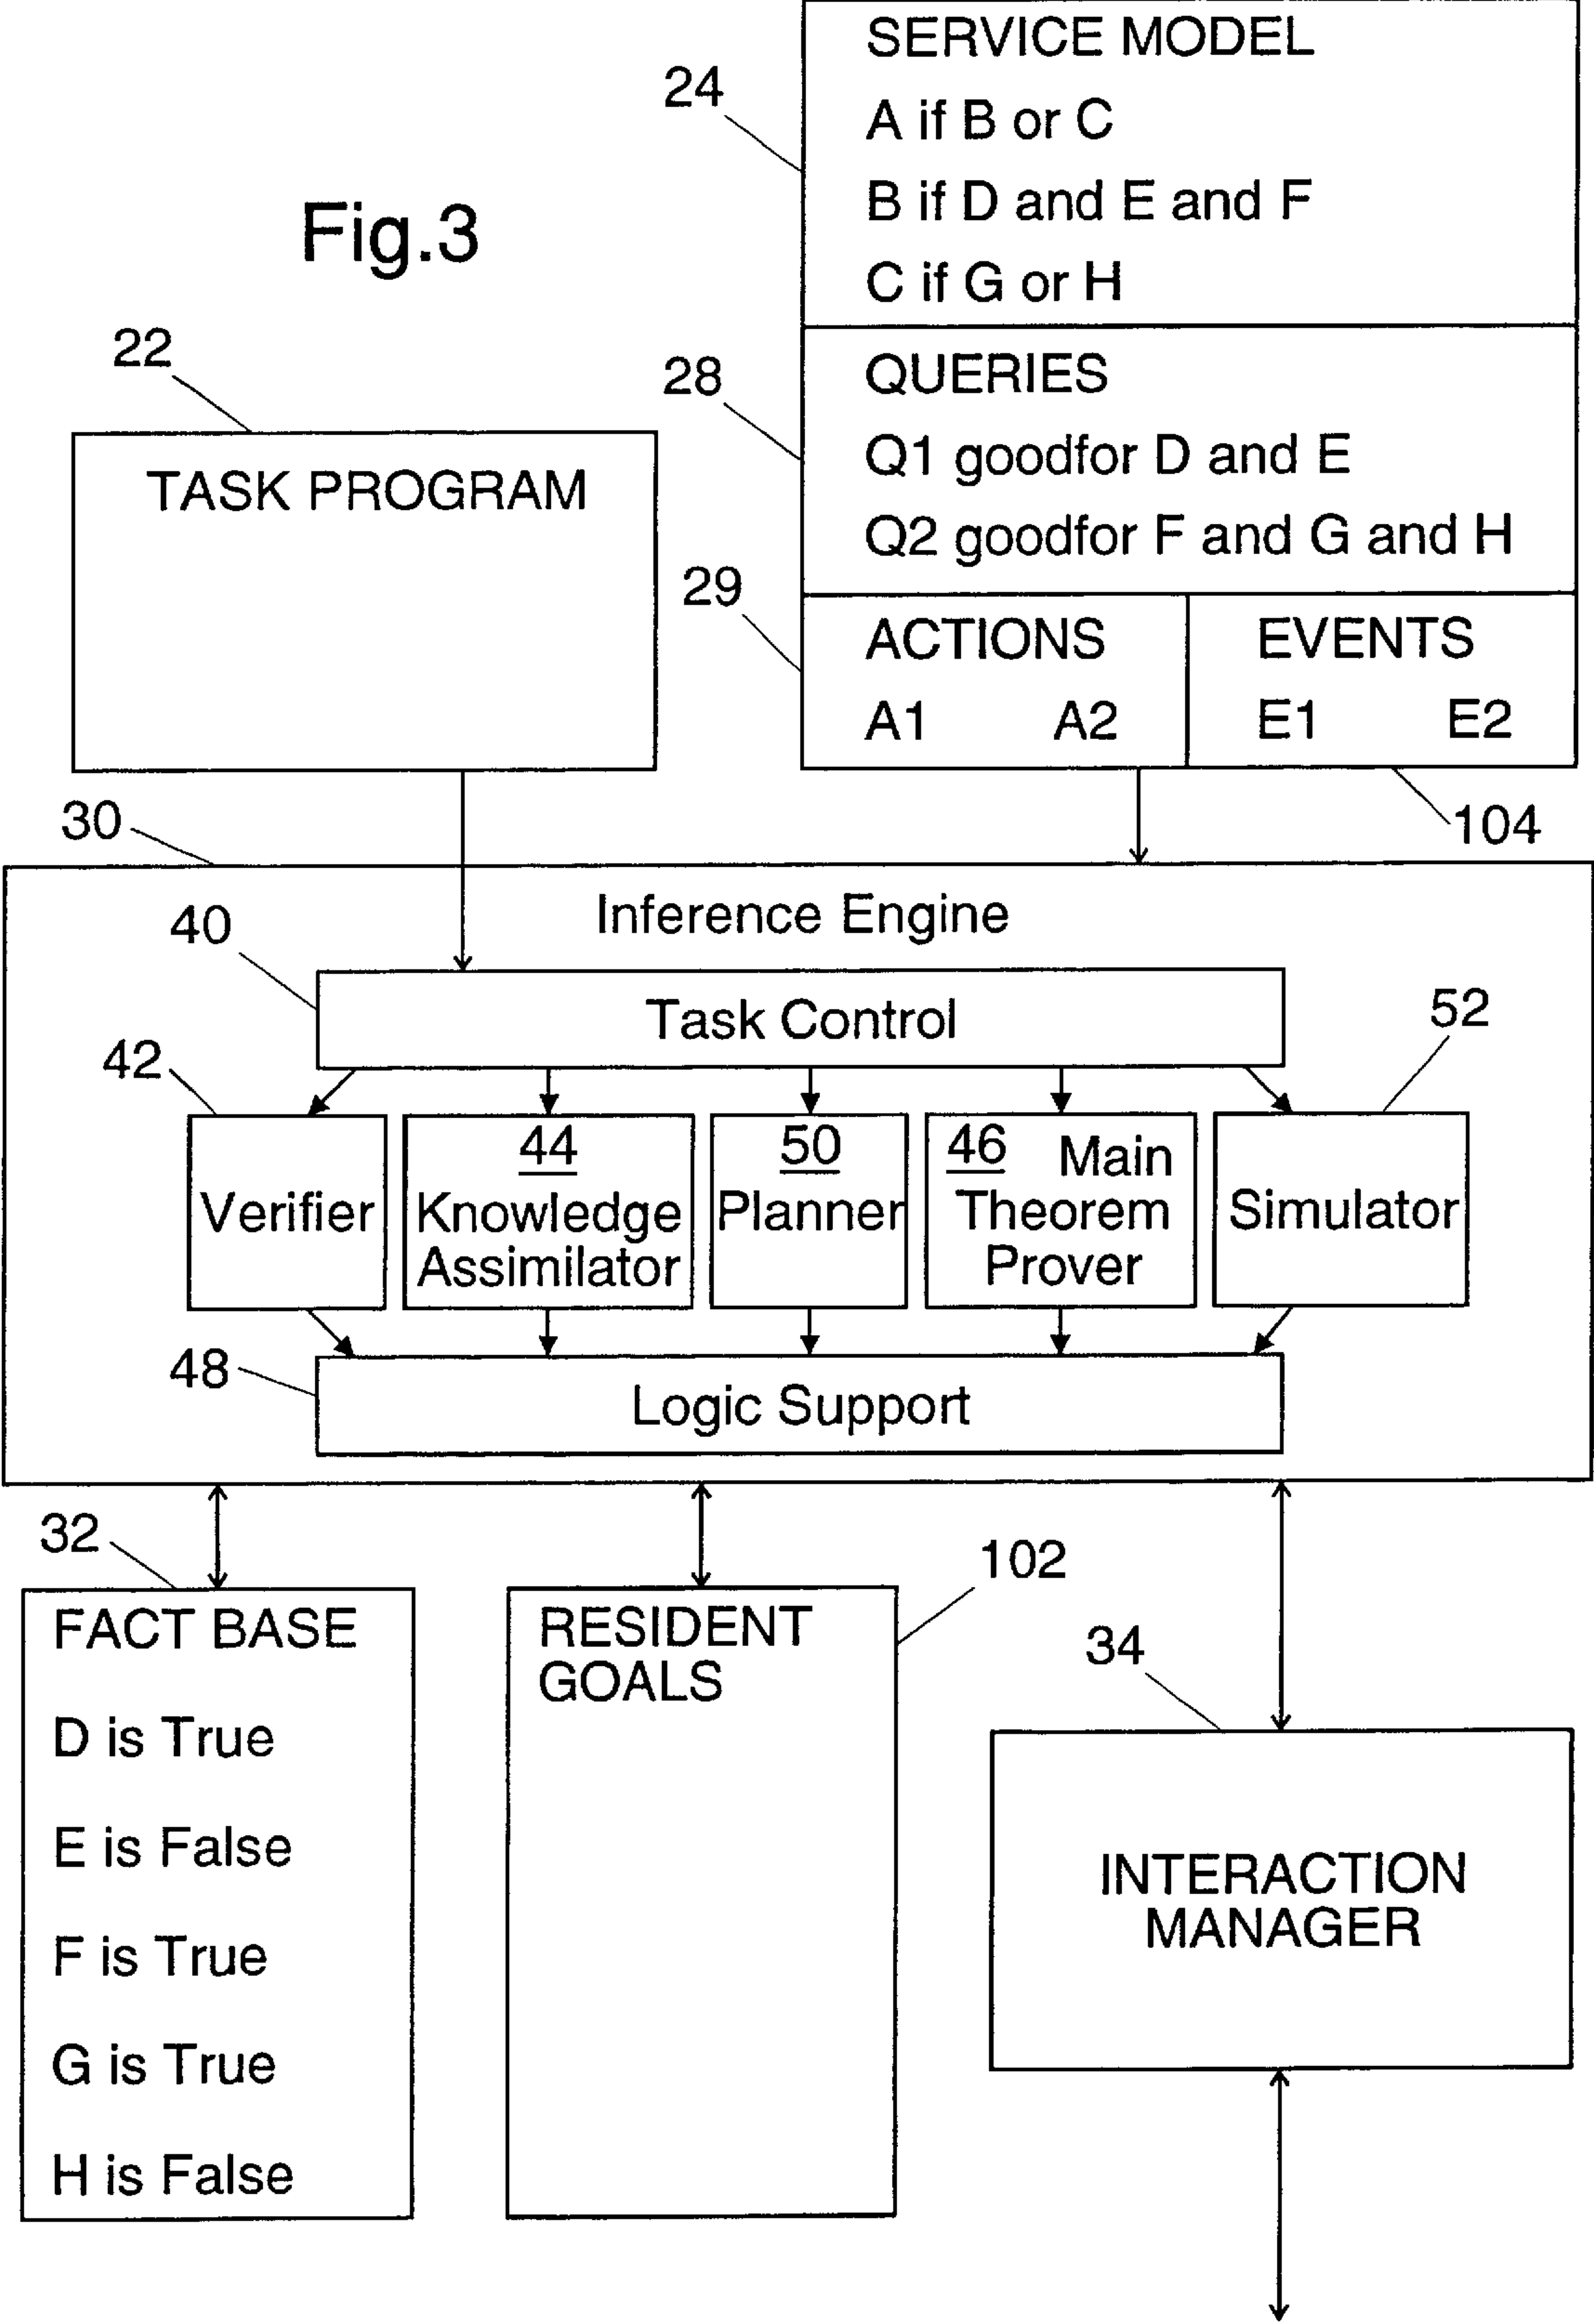 SERVICE MODEL
24
A if B or C
B if D and E and F
Fig.3
C if G or H
22
28
QUERIES
Q1 goodfor D and E
TASK PROGRAM
Q2 goodfor F and G and H
29
ACTIONS
EVENTS
A1 A2
E1 E2
30
104
Inference Engine
40
Task Control
52
42
44
50
46 Main
Verifier
Knowledge
Assimilator
Planner
Theorem
Prover
Simulator
48
Logic Support
32
102
FACT BASE
D is True
E is False
F is True
G is True
H is False
RESIDENT
GOALS
34
INTERACTION
MANAGER